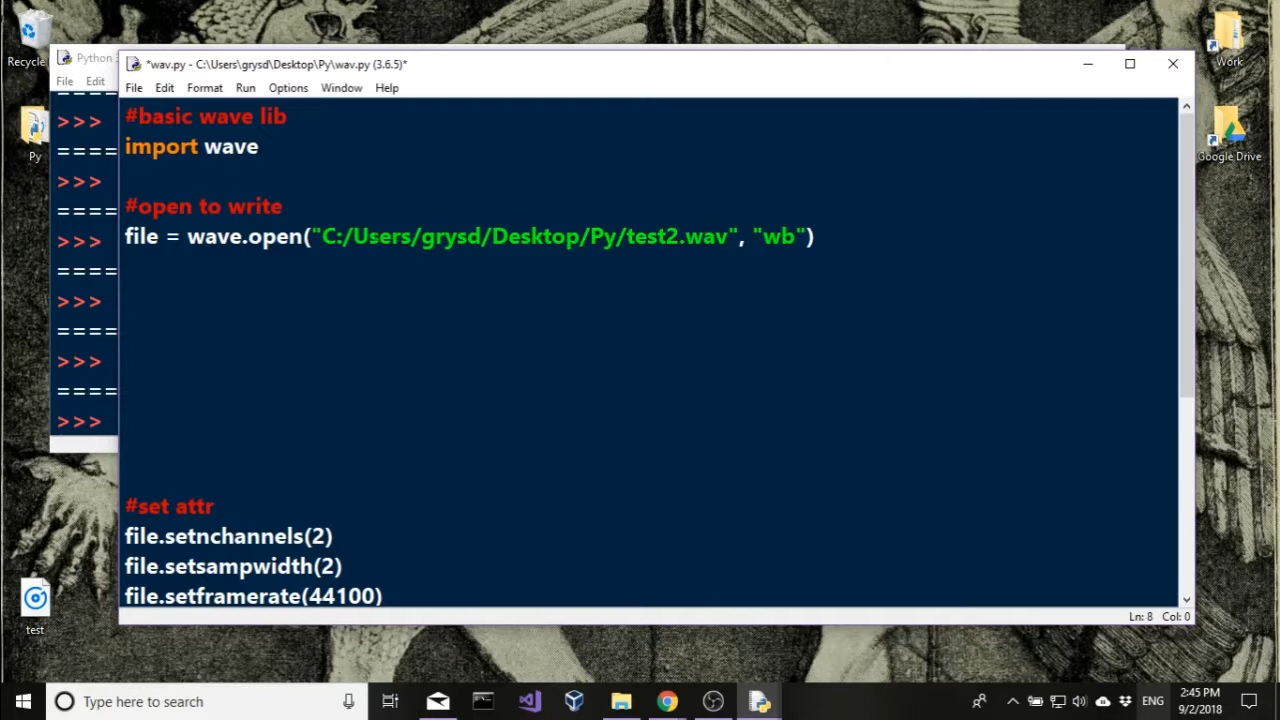 Recycle
Py
test
Work
Google Drive
Python
File Edit
====
>>>
====
>>>
====
>>>
====
>>>
====
>>>
====
>>>
*wav.py - C:\Users\grysd\Desktop\Py\wav.py (3.6.5)*
File Edit Format Run Options Window Help
#basic wave lib
import wave
#open to write
file = wave.open("C:/Users/grysd/Desktop/Py/test2.wav", "wb")
#set attr
file.setnchannels(2)
file.setsampwidth(2)
file.setframerate(44100)
Ln: 8 Col: 0
Type here to search
ENG
2:45 PM
9/2/2018